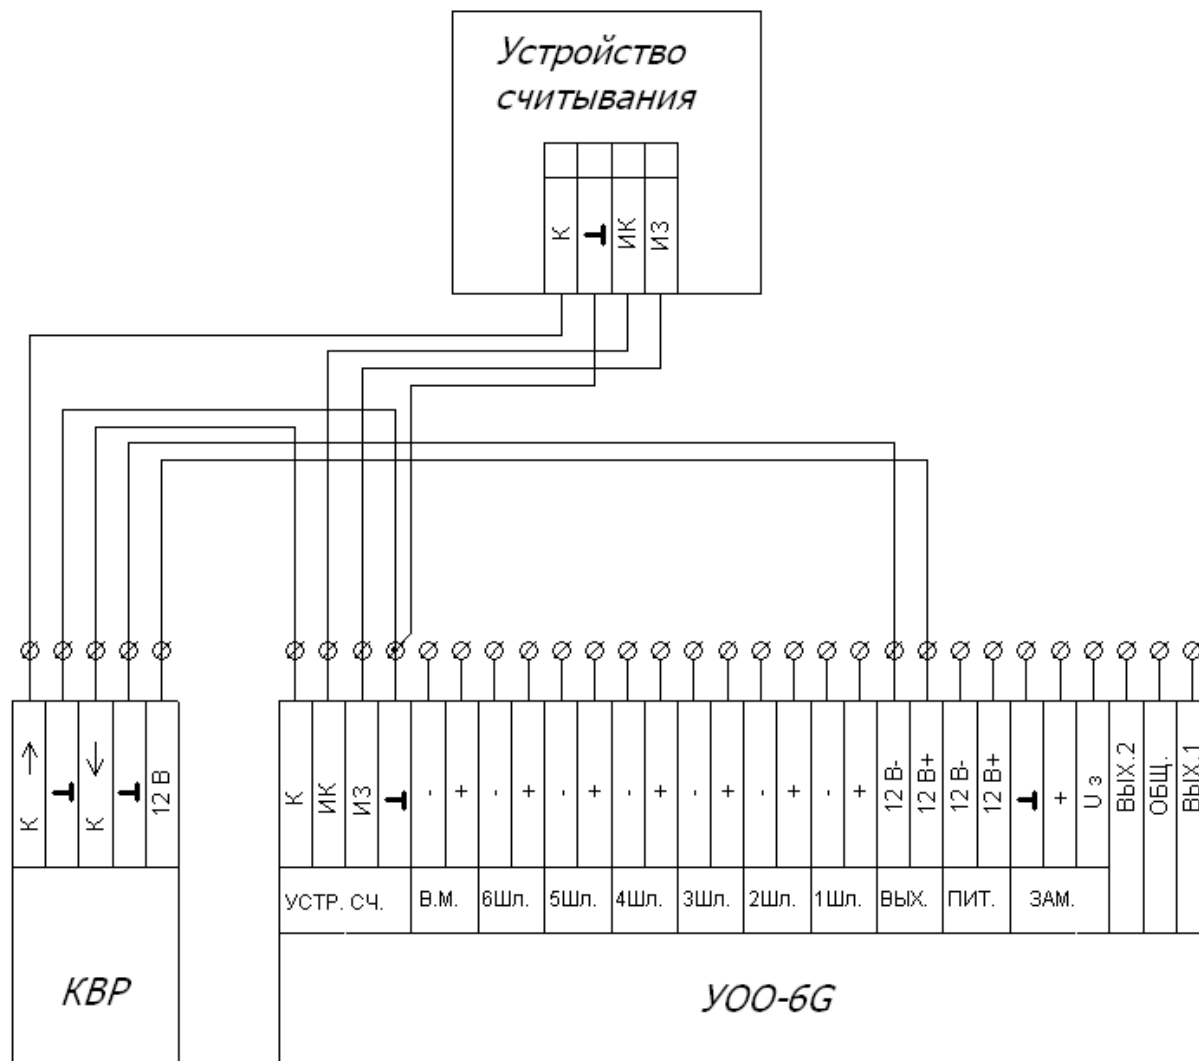 Устройство
считывания
К
ИК
ИЗ
К →
К ←
12 В
К
ИК
ИЗ
-
+
-
+
-
+
-
+
-
+
-
+
-
+
12 В-
12 В+
12 В-
12 В+
+
U з
ВЫХ.2
ОБЩ.
ВЫХ.1
УСТР. СЧ.
В.М.
6Шл.
5Шл.
4Шл.
3Шл.
2Шл.
1Шл.
ВЫХ.
ПИТ.
ЗАМ.
КВР
УОО-6G